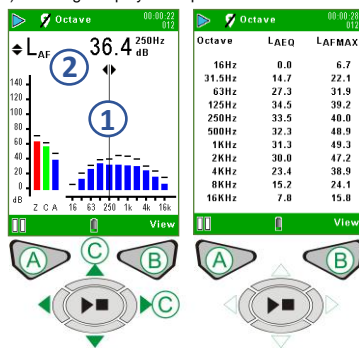 Octave 00:00:22
012
LAF 36.4 250Hz
dB
2
140
120
100
80
60
40
20
0
dB
1
Z C A 16 63 250 1k 4k 16k
View
A C B
C
Octave 00:00:28
012
Octave LAEQ LAFMAX
16Hz 0.0 6.7
31.5Hz 14.7 22.1
63Hz 27.3 31.9
125Hz 34.5 39.2
250Hz 33.5 40.0
500Hz 32.3 48.9
1KHz 31.3 49.3
2KHz 30.0 47.2
4KHz 23.4 38.9
8KHz 15.2 24.1
16KHz 7.8 15.8
View
A B